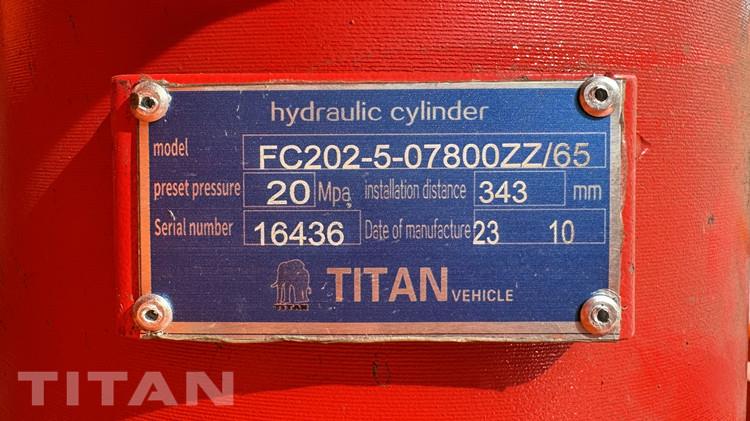 hydraulic cylinder
model FC202-5-07800ZZ/65
preset pressure 20 Mpa installation distance 343 mm
Serial number 16436 Date of manufacture 23 10
TITAN TITAN VEHICLE
TITAN